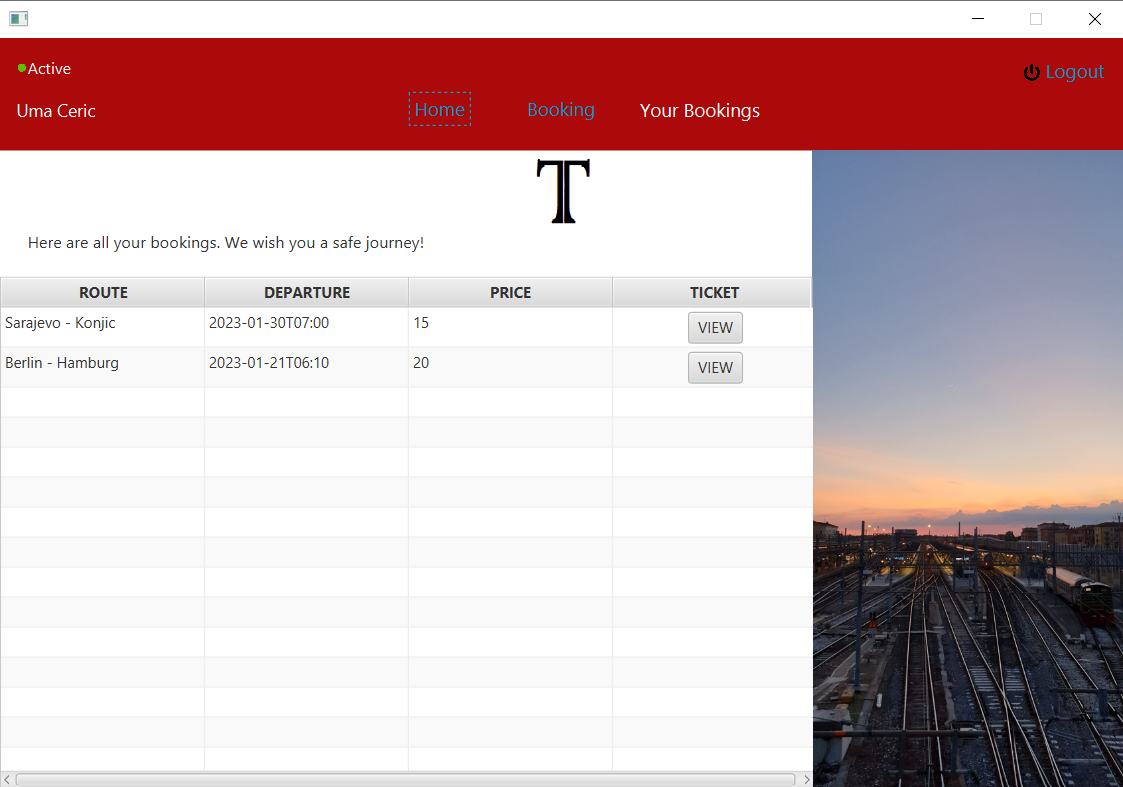 Active
Logout
Uma Ceric
Home Booking Your Bookings
T
Here are all your bookings. We wish you a safe journey!
ROUTE DEPARTURE PRICE TICKET
Sarajevo - Konjic 2023-01-30T07:00 15 VIEW
Berlin - Hamburg 2023-01-21T06:10 20 VIEW